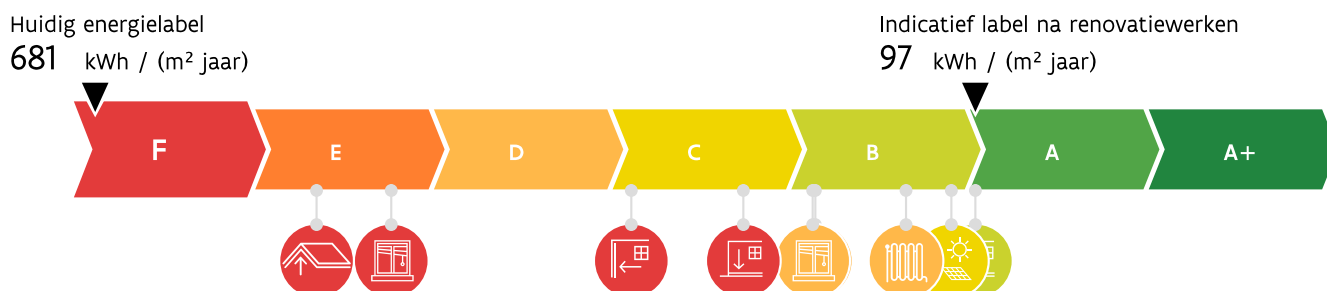 Huidig energielabel
681 kWh / (m² jaar)
Indicatief label na renovatiewerken
97 kWh / (m² jaar)
F E D C B A A+